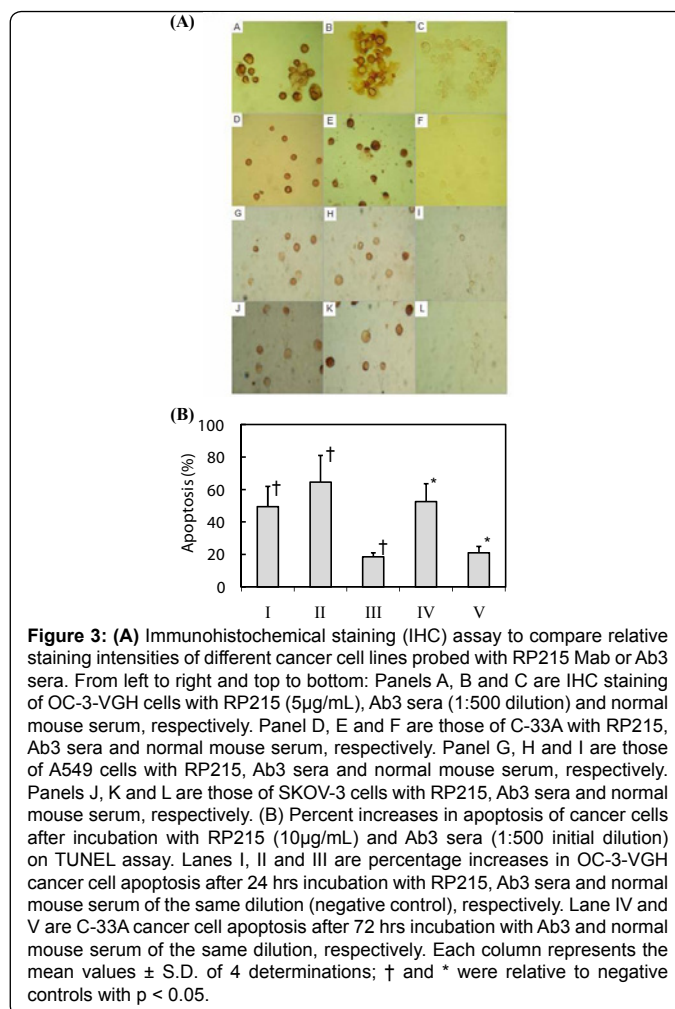 (A)
A B C
D E F
G H I
J K L
(B)
100
80
60
40
20
0
Apoptosis (%)
† † † * *
I II III IV V
Figure 3: (A) Immunohistochemical staining (IHC) assay to compare relative
staining intensities of different cancer cell lines probed with RP215 Mab or Ab3
sera. From left to right and top to bottom: Panels A, B and C are IHC staining
of OC-3-VGH cells with RP215 (5µg/mL), Ab3 sera (1:500 dilution) and normal
mouse serum, respectively. Panel D, E and F are those of C-33A with RP215,
Ab3 sera and normal mouse serum, respectively. Panel G, H and I are those
of A549 cells with RP215, Ab3 sera and normal mouse serum, respectively.
Panels J, K and L are those of SKOV-3 cells with RP215, Ab3 sera and normal
mouse serum, respectively. (B) Percent increases in apoptosis of cancer cells
after incubation with RP215 (10µg/mL) and Ab3 sera (1:500 initial dilution)
on TUNEL assay. Lanes I, II and III are percentage increases in OC-3-VGH
cancer cell apoptosis after 24 hrs incubation with RP215, Ab3 sera and normal
mouse serum of the same dilution (negative control), respectively. Lane IV and
V are C-33A cancer cell apoptosis after 72 hrs incubation with Ab3 and normal
mouse serum of the same dilution, respectively. Each column represents the
mean values ± S.D. of 4 determinations; † and * were relative to negative
controls with p < 0.05.